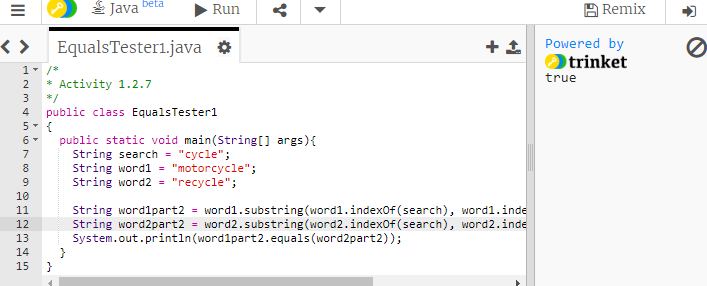 Java beta
Run
Remix
EqualsTester1.java
Powered by
trinket
true
1 /*
2 * Activity 1.2.7
3 */
4 public class EqualsTester1
5 {
6 public static void main(String[] args){
7 String search = "cycle";
8 String word1 = "motorcycle";
9 String word2 = "recycle";
10
11 String word1part2 = word1.substring(word1.indexOf(search), word1.inde
12 String word2part2 = word2.substring(word2.indexOf(search), word2.inde
13 System.out.println(word1part2.equals(word2part2));
14 }
15 }